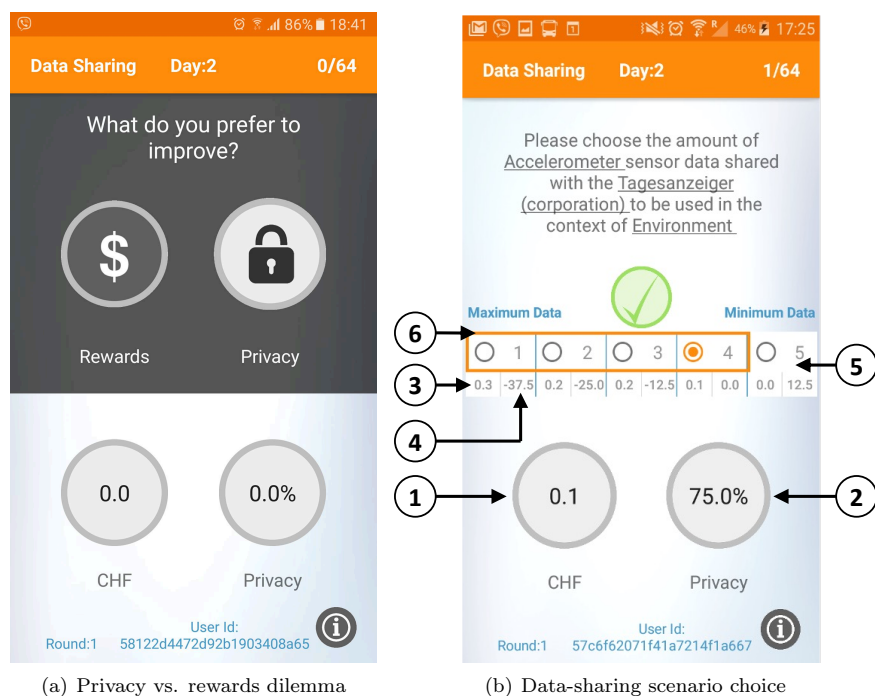 86% 18:41
Data Sharing Day:2 0/64
What do you prefer to
improve?
$
Rewards Privacy
0.0 0.0%
CHF Privacy
User Id:
Round:1 58122d4472d92b1903408a65
(a) Privacy vs. rewards dilemma
1 R 46% 17:25
Data Sharing Day:2 1/64
Please choose the amount of
Accelerometer sensor data shared
with the Tagesanzeiger
(corporation) to be used in the
context of Environment
Maximum Data Minimum Data
6
1 2 3 4 5
5
3
0.3 -37.5 0.2 -25.0 0.2 -12.5 0.1 0.0 0.0 12.5
4
1
0.1 75.0%
2
CHF Privacy
User Id:
Round:1 57c6f62071f41a7214f1a667
(b) Data-sharing scenario choice